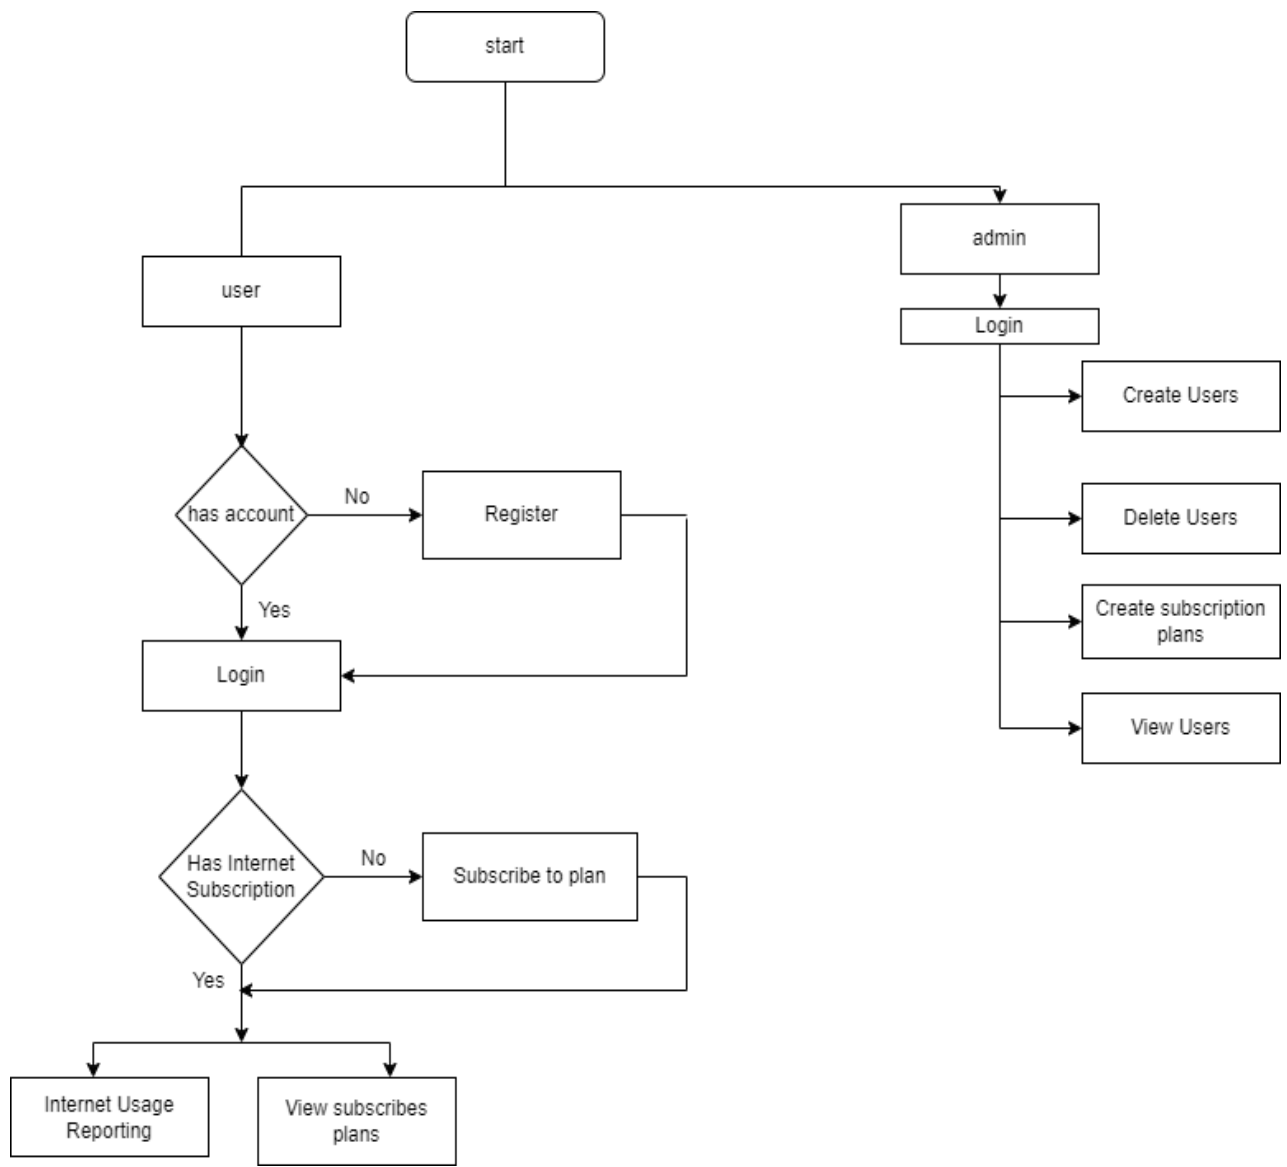 start
admin
user
Login
Create Users
has account
No
Register
Delete Users
Yes
Create subscription
plans
Login
View Users
Has Internet
Subscription
No
Subscribe to plan
Yes
Internet Usage
Reporting
View subscribes
plans